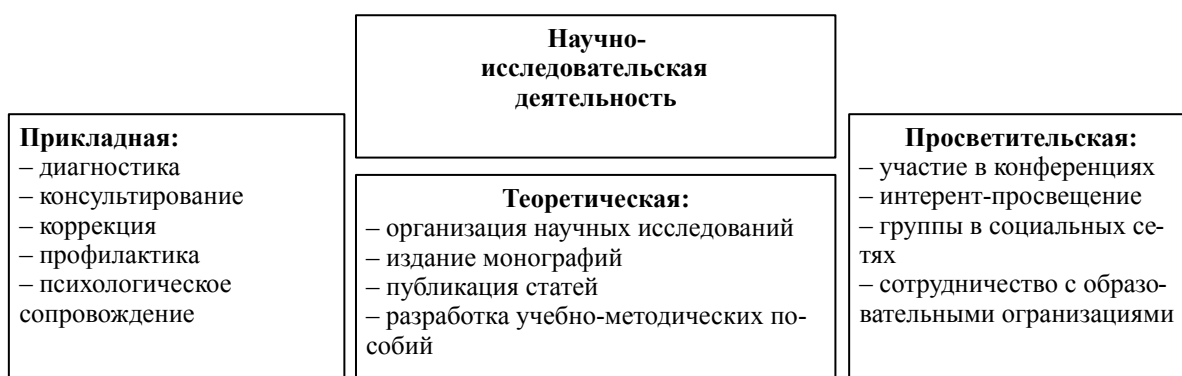 Научно-
исследовательская
деятельность
Прикладная:
– диагностика
– консультирование
– коррекция
– профилактика
– психологическое
сопровождение
Теоретическая:
– организация научных исследований
– издание монографий
– публикация статей
– разработка учебно-методических по-
собий
Просветительская:
– участие в конференциях
– интерент-просвещение
– группы в социальных се-
тях
– сотрудничество с образо-
вательными огранизациями